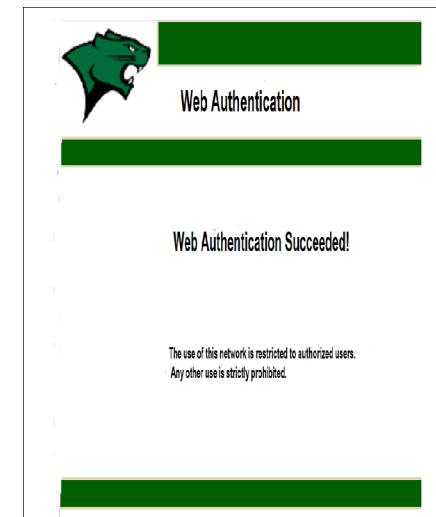 Web Authentication
Web Authentication Succeeded!
The use of this network is restricted to authorized users.
Any other use is strictly prohibited.